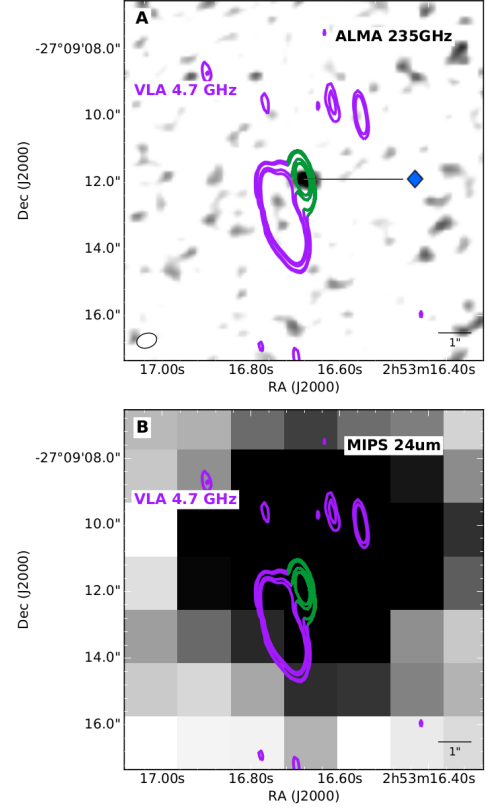 A
ALMA 235GHz
-27°09'08.0"
VLA 4.7 GHz
10.0"
12.0"
14.0"
16.0"
Dec (J2000)
1"
17.00s 16.80s 16.60s 2h53m16.40s
RA (J2000)
B
MIPS 24um
-27°09'08.0"
VLA 4.7 GHz
10.0"
12.0"
14.0"
16.0"
Dec (J2000)
1"
17.00s 16.80s 16.60s 2h53m16.40s
RA (J2000)